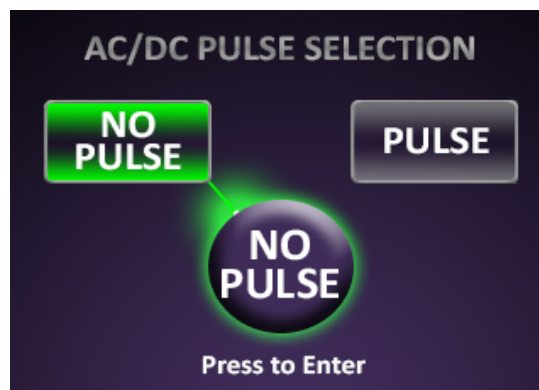 AC/DC PULSE SELECTION
NO
PULSE
PULSE
NO
PULSE
Press to Enter